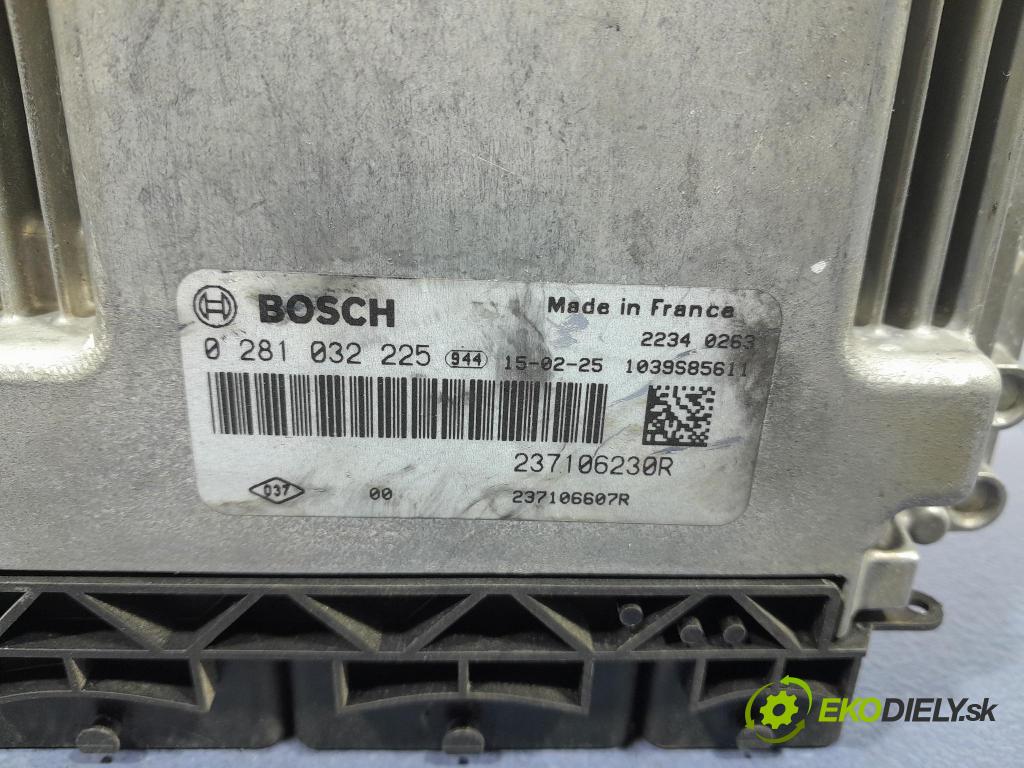 BOSCH Made in France
2234 0263
0 281 032 225 944 15-02-25 1039S85611
237106230R
D37 00 237106607R
EKODIELY.sk